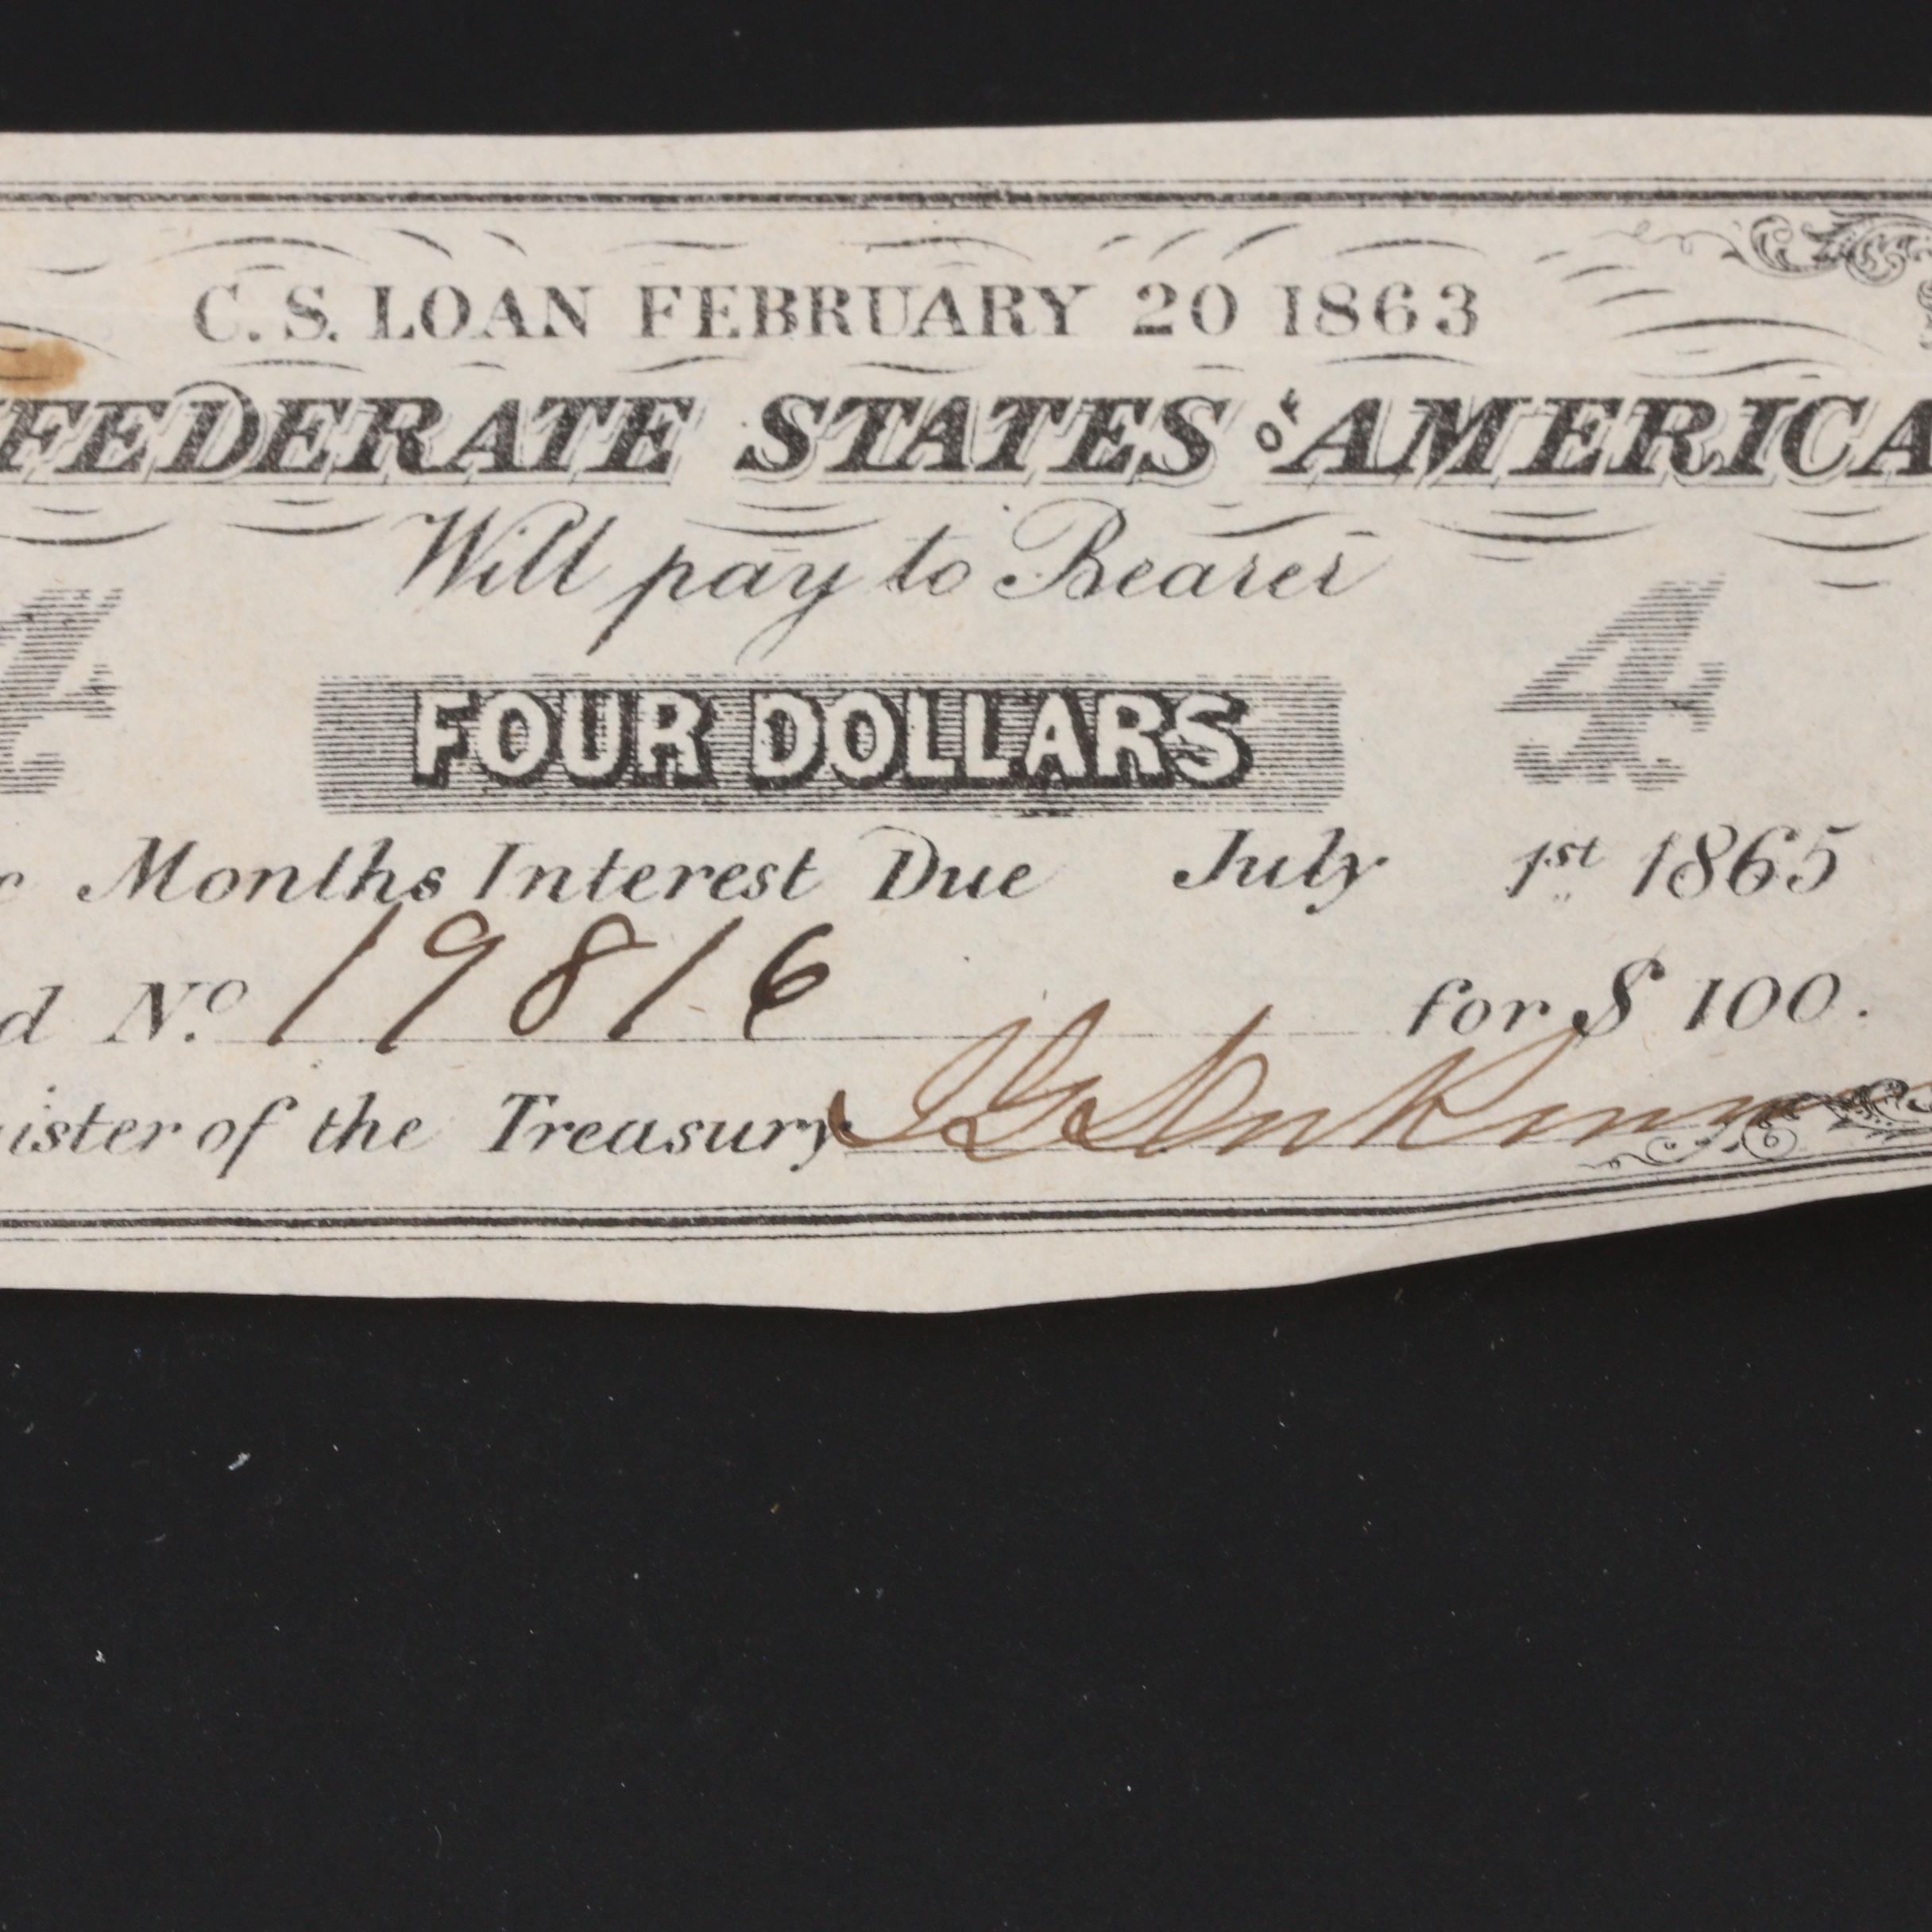 C. S. LOAN FEBRUARY 20 1863
FEDERATE STATES OF AMERICA
Will pay to Bearer
4 FOUR DOLLARS 4
Months Interest Due July 1st 1865
d No. 19816 for $ 100.
ister of the Treasury